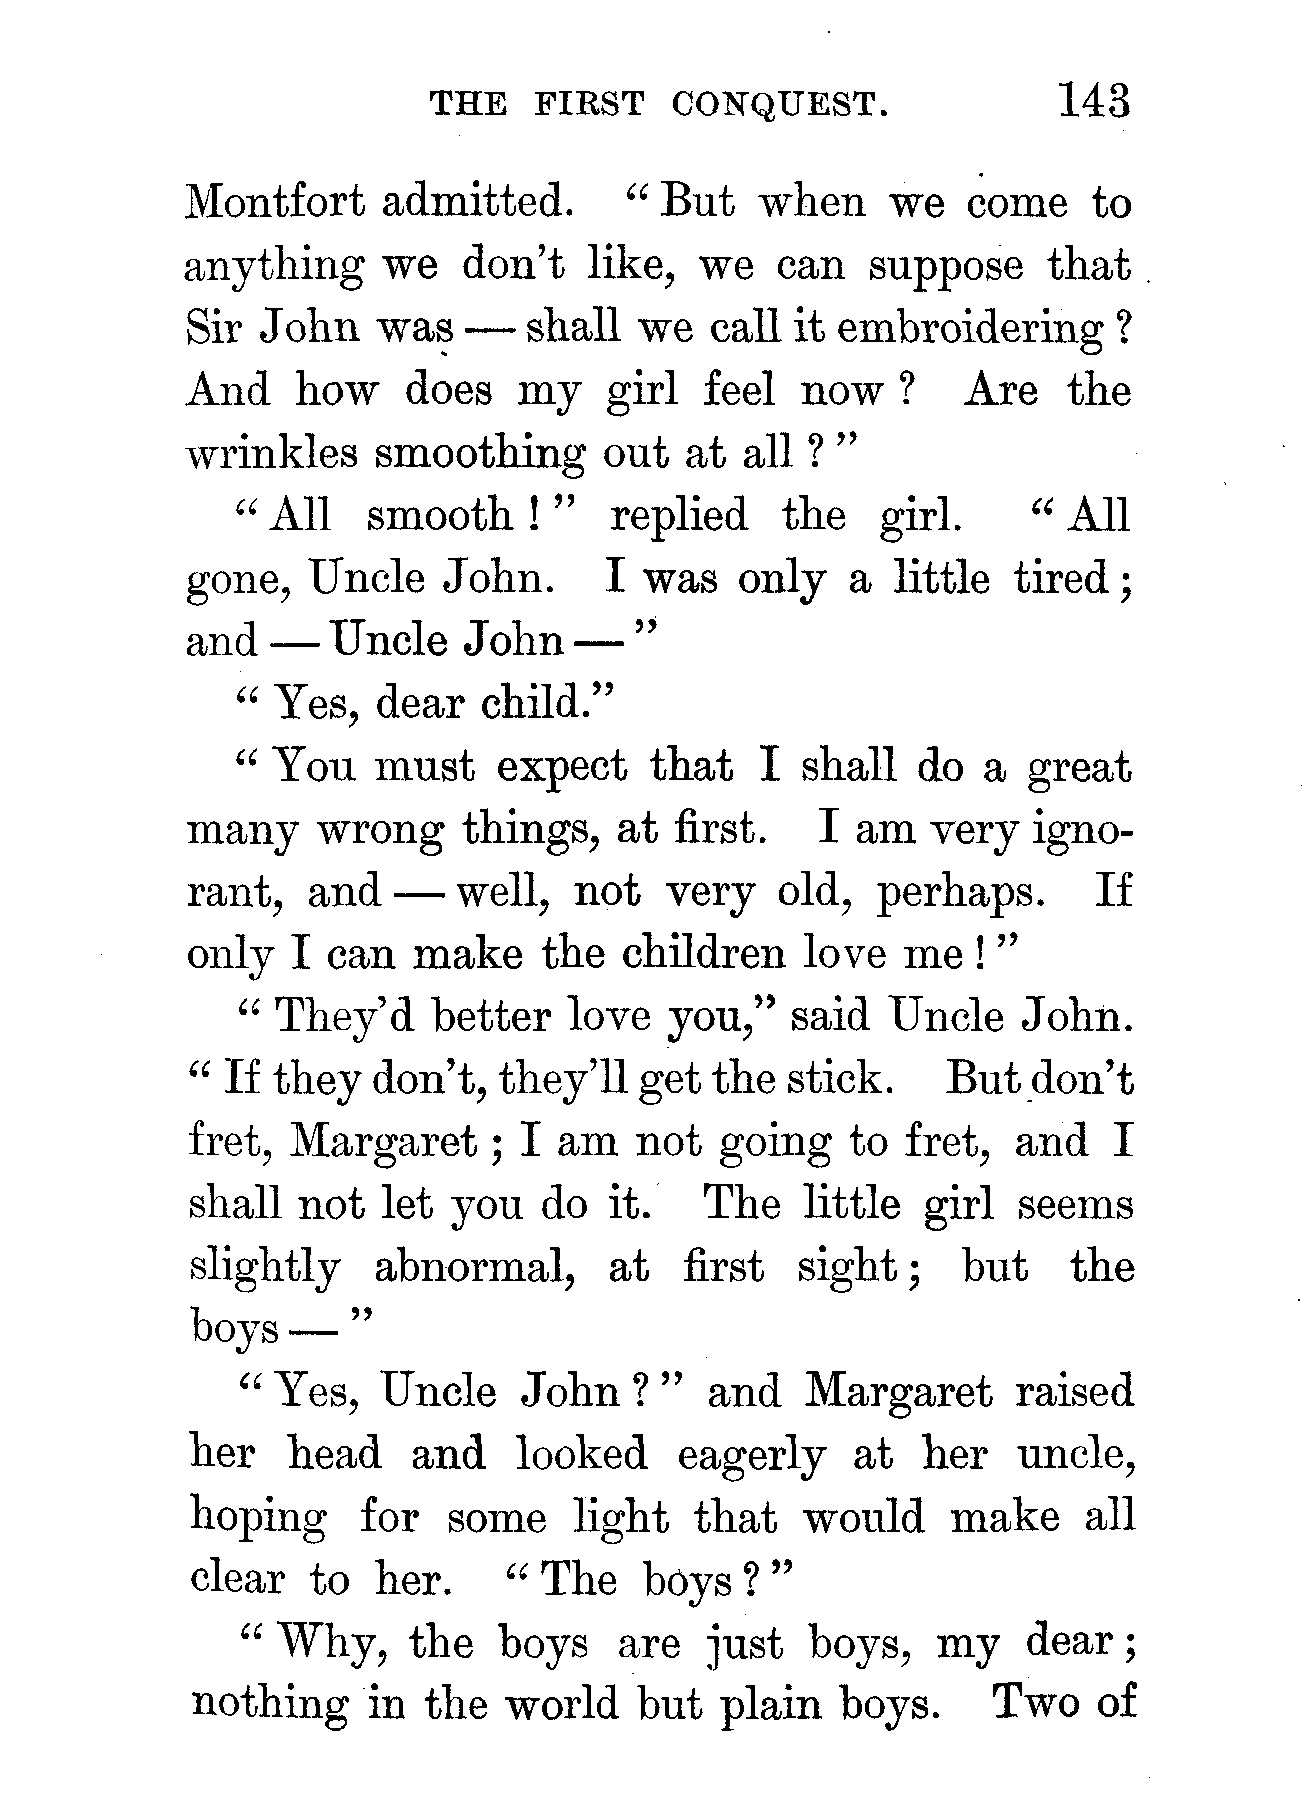 THE FIRST CONQUEST. 143
Montfort admitted. “But when we come to
anything we don’t like, we can suppose that
Sir John was — shall we call it embroidering?
And how does my girl feel now? Are the
wrinkles smoothing out at all?”
“All smooth!” replied the girl. “All
gone, Uncle John. I was only a little tired;
and — Uncle John — ”
“Yes, dear child.”
“You must expect that I shall do a great
many wrong things, at first. I am very igno-
rant, and — well, not very old, perhaps. If
only I can make the children love me!”
“They’d better love you,” said Uncle John.
“If they don’t, they’ll get the stick. But don’t
fret, Margaret; I am not going to fret, and I
shall not let you do it. The little girl seems
slightly abnormal, at first sight; but the
boys — ”
“Yes, Uncle John?” and Margaret raised
her head and looked eagerly at her uncle,
hoping for some light that would make all
clear to her. “The boys?”
“Why, the boys are just boys, my dear;
nothing in the world but plain boys. Two of